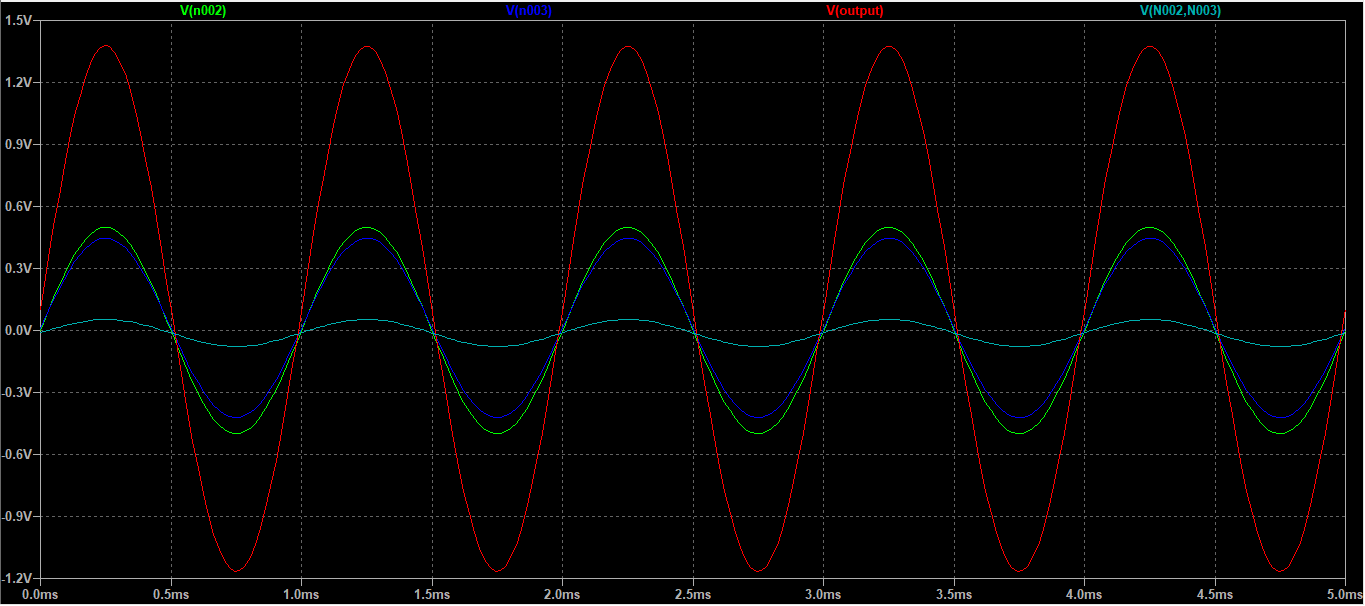 V(n002) V(n003) V(output) V(N002,N003)
1.5V
1.2V
0.9V
0.6V
0.3V
0.0V
-0.3V
-0.6V
-0.9V
-1.2V
0.0ms 0.5ms 1.0ms 1.5ms 2.0ms 2.5ms 3.0ms 3.5ms 4.0ms 4.5ms 5.0ms